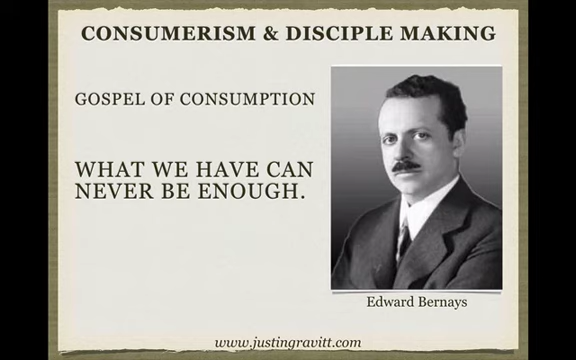 CONSUMERISM & DISCIPLE MAKING
GOSPEL OF CONSUMPTION
WHAT WE HAVE CAN
NEVER BE ENOUGH.
Edward Bernays
www.justingravitt.com